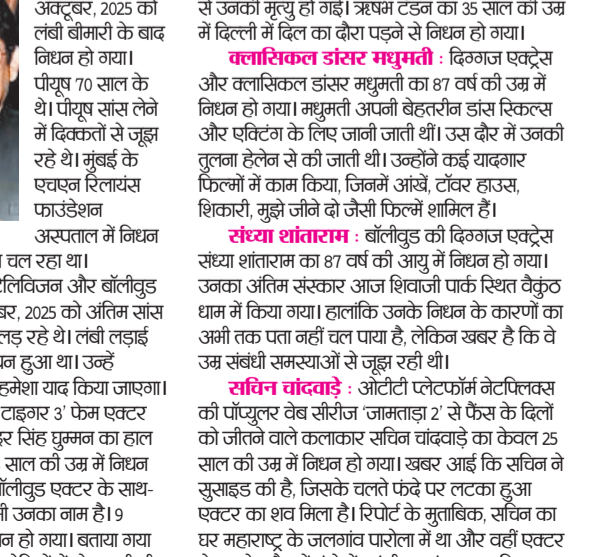 अक्टूबर, 2025 को
लंबी बीमारी के बाद
निधन हो गया।
पीयूष 70 साल के
थे। पीयूष सांस लेने
में दिक्कतों से जूझ
रहे थे। मुंबई के
एचएन रिलायंस
फाउंडेशन
अस्पताल में निधन
चल रहा था।
और बॉलीवुड
2025 को अंतिम सांस
लड़ रहे थे। लंबी लड़ाई
हुआ था। उन्हें
हमेशा याद किया जाएगा।
टाइगर 3' फेम एक्टर
सिंह घुम्मन का हाल
साल की उम्र में निधन
एक्टर के साथ-
उनका नाम है। 9
हो गया। बताया गया
से उनकी मृत्यु हो गई। ऋषभ टंडन का 35 साल की उम्र
में दिल्ली में दिल का दौरा पड़ने से निधन हो गया।
क्लासिकल डांसर मधुमती : दिग्गज एक्ट्रेस
और क्लासिकल डांसर मधुमती का 87 वर्ष की उम्र में
निधन हो गया। मधुमती अपनी बेहतरीन डांस स्किल्स
और एक्टिंग के लिए जानी जाती थीं। उस दौर में उनकी
तुलना हेलेन से की जाती थी। उन्होंने कई यादगार
फिल्मों में काम किया, जिनमें आंखें, टॉवर हाउस,
शिकारी, मुझे जीने दो जैसी फिल्में शामिल हैं।
संध्या शांताराम : बॉलीवुड की दिग्गज एक्ट्रेस
संध्या शांताराम का 87 वर्ष की आयु में निधन हो गया।
उनका अंतिम संस्कार आज शिवाजी पार्क स्थित वैकुंठ
धाम में किया गया। हालांकि उनके निधन के कारणों का
अभी तक पता नहीं चल पाया है, लेकिन खबर है कि वे
उम्र संबंधी समस्याओं से जूझ रही थी।
सचिन चांदवाड़े : ओटीटी प्लेटफॉर्म नेटफ्लिक्स
की पॉप्युलर वेब सीरीज 'जामताड़ा 2' से फैंस के दिलों
को जीतने वाले कलाकार सचिन चांदवाड़े का केवल 25
साल की उम्र में निधन हो गया। खबर आई कि सचिन ने
सुसाइड की है, जिसके चलते फंदे पर लटका हुआ
एक्टर का शव मिला है। रिपोर्ट के मुताबिक, सचिन का
घर महाराष्ट्र के जलगांव पारोला में था और वहीं एक्टर